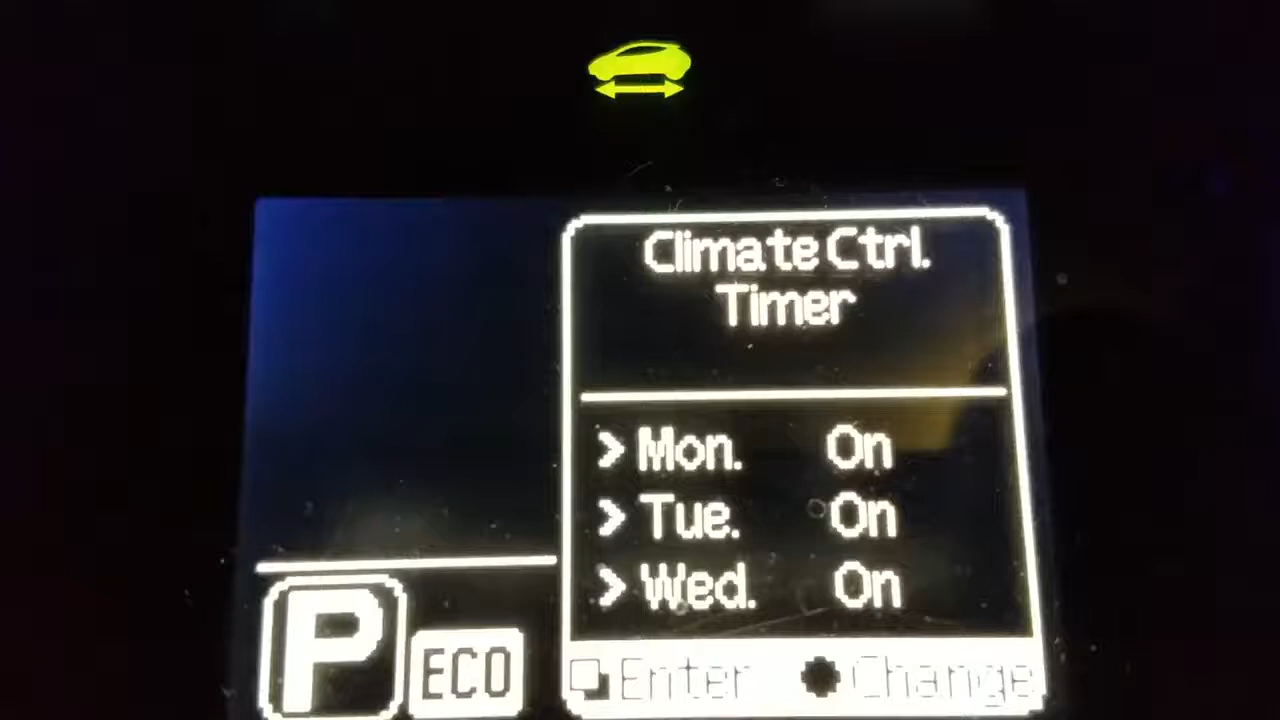 Climate Ctrl.
Timer
Mon. On
Tue. On
Wed. On
P ECO
Enter Change